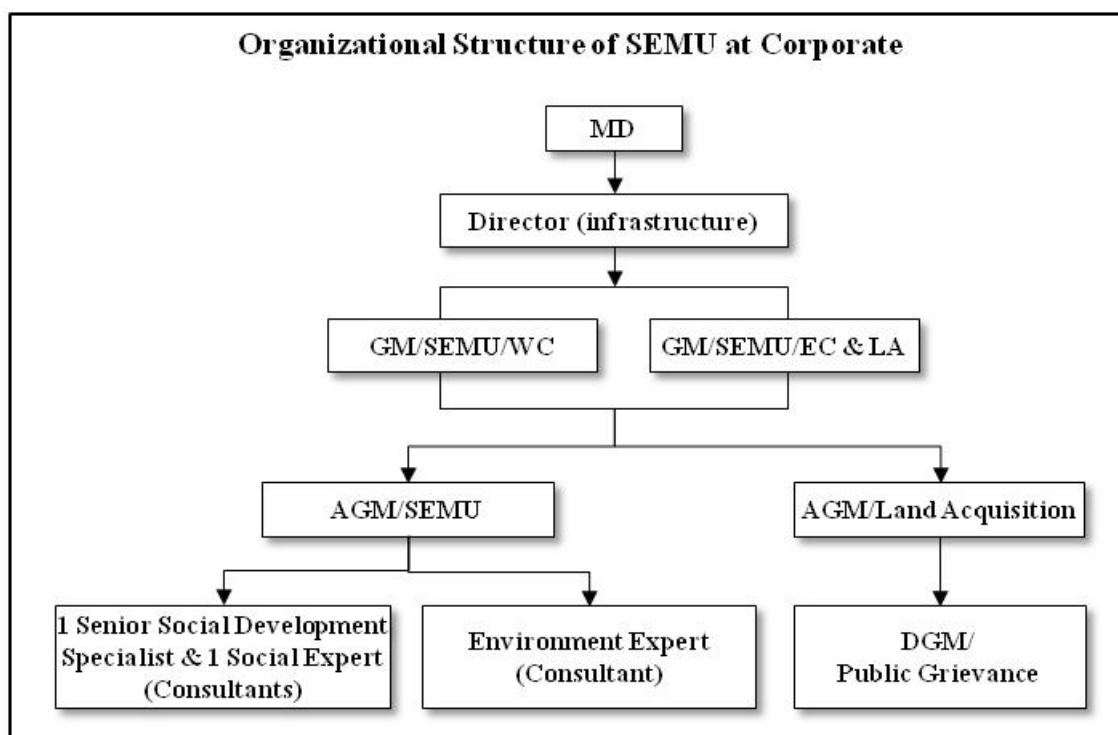 Organizational Structure of SEMU at Corporate
MD
Director (infrastructure)
GM/SEMU/WC
GM/SEMU/EC & LA
AGM/SEMU
AGM/Land Acquisition
1 Senior Social Development
Specialist & 1 Social Expert
(Consultants)
Environment Expert
(Consultant)
DGM/
Public Grievance